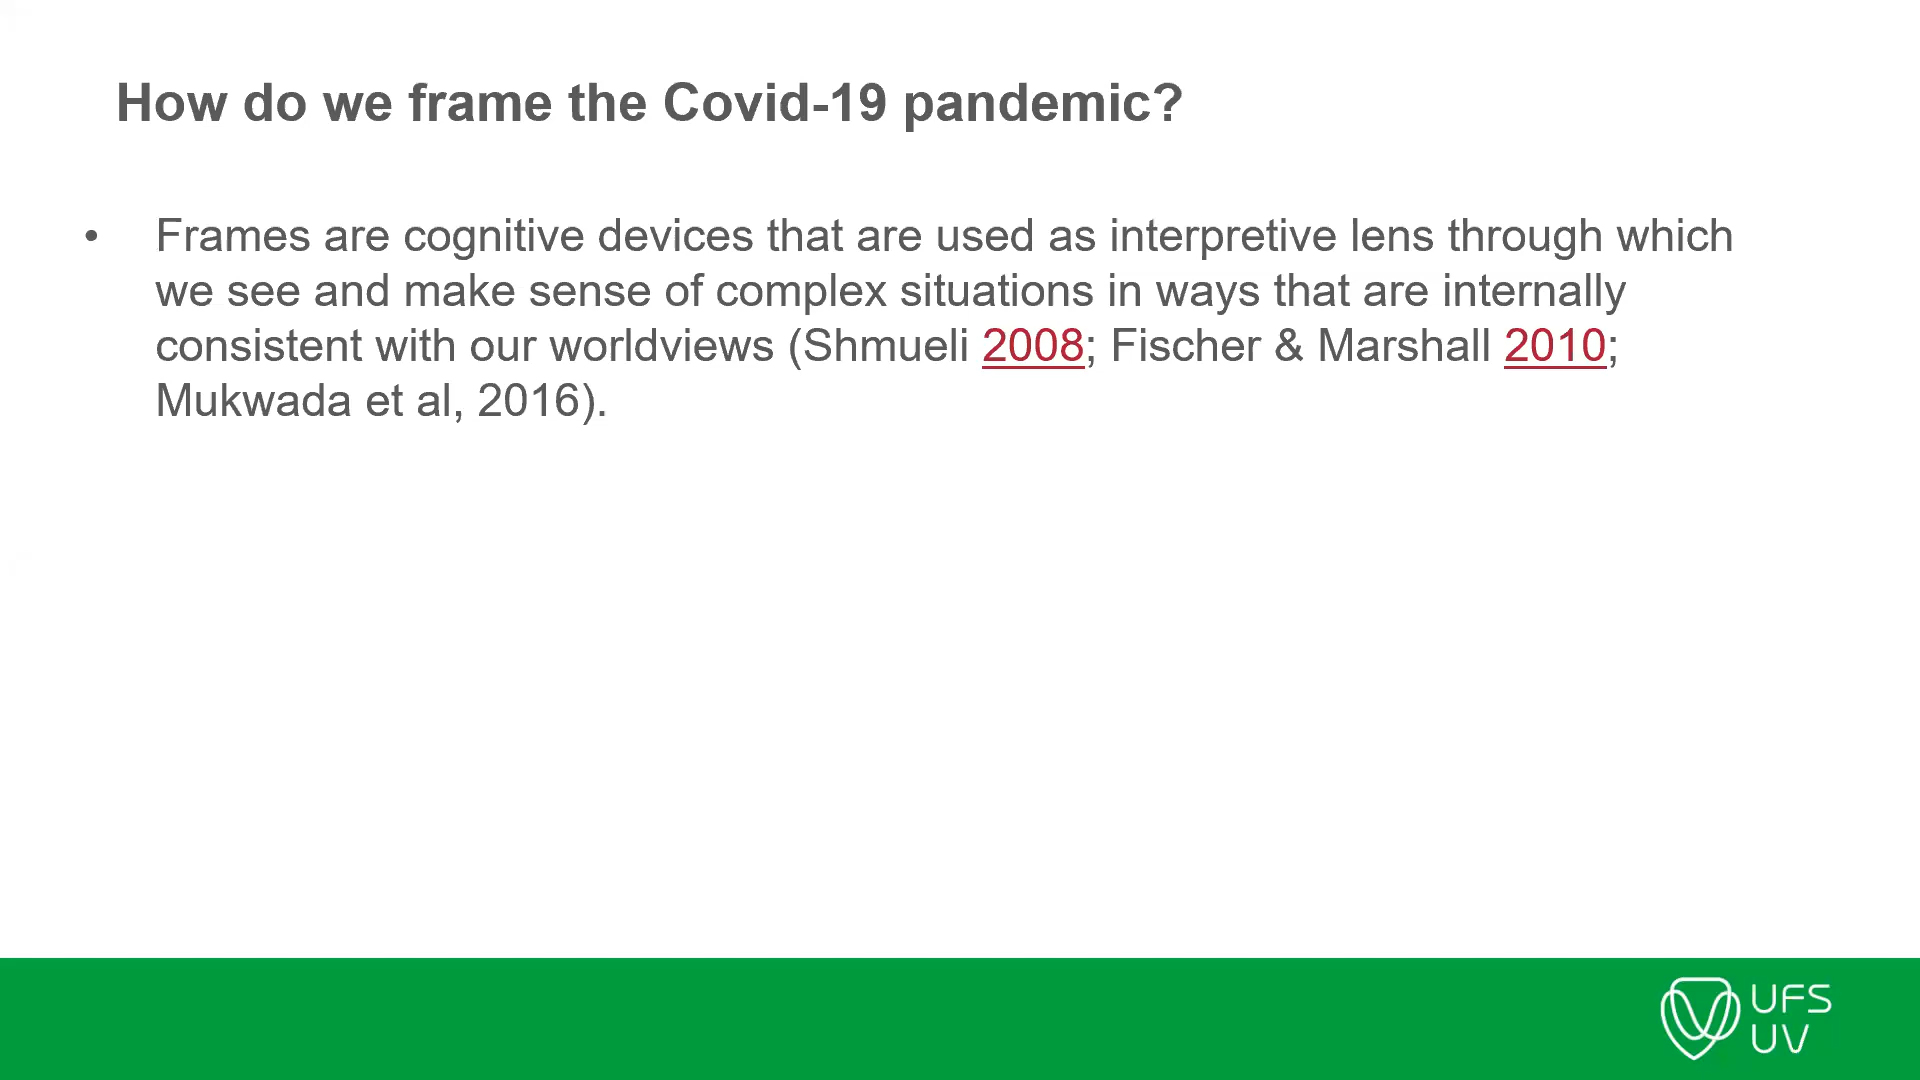 How do we frame the Covid-19 pandemic?
• Frames are cognitive devices that are used as interpretive lens through which
we see and make sense of complex situations in ways that are internally
consistent with our worldviews (Shmueli 2008; Fischer & Marshall 2010;
Mukwada et al, 2016).
UFS
UV